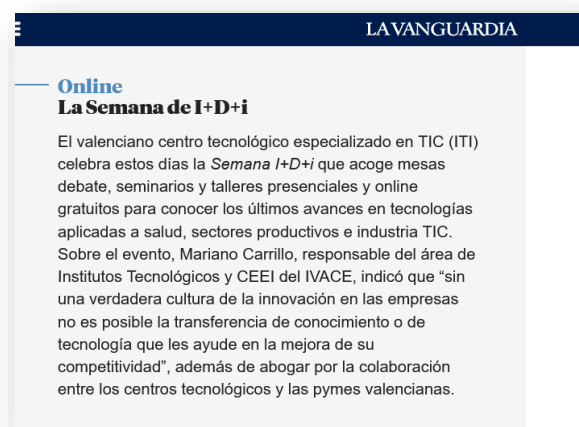 LA VANGUARDIA
Online
La Semana de I+D+i
El valenciano centro tecnológico especializado en TIC (ITI)
celebra estos días la Semana I+D+i que acoge mesas
debate, seminarios y talleres presenciales y online
gratuitos para conocer los últimos avances en tecnologías
aplicadas a salud, sectores productivos e industria TIC.
Sobre el evento, Mariano Carrillo, responsable del área de
Institutos Tecnológicos y CEEI del IVACE, indicó que “sin
una verdadera cultura de la innovación en las empresas
no es posible la transferencia de conocimiento o de
tecnología que les ayude en la mejora de su
competitividad”, además de abogar por la colaboración
entre los centros tecnológicos y las pymes valencianas.